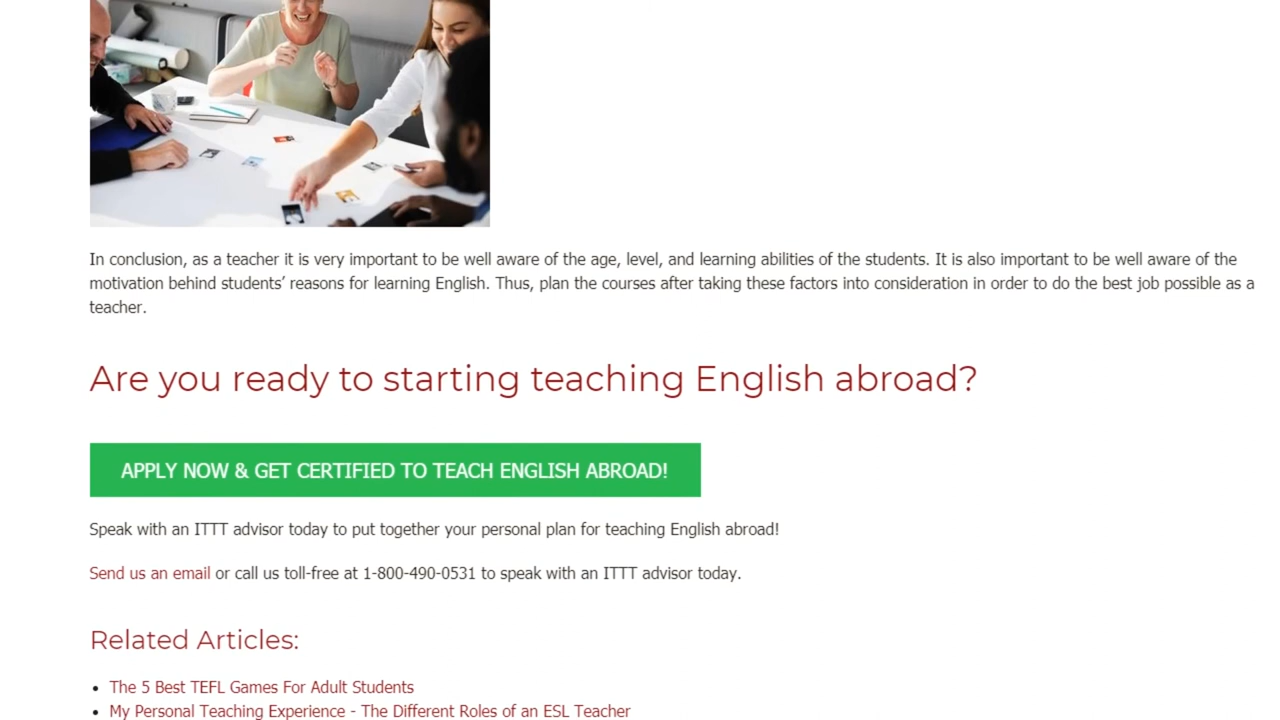 In conclusion, as a teacher it is very important to be well aware of the age, level, and learning abilities of the students. It is also important to be well aware of the
motivation behind students’ reasons for learning English. Thus, plan the courses after taking these factors into consideration in order to do the best job possible as a
teacher.
Are you ready to starting teaching English abroad?
APPLY NOW & GET CERTIFIED TO TEACH ENGLISH ABROAD!
Speak with an ITTT advisor today to put together your personal plan for teaching English abroad!
Send us an email or call us toll-free at 1-800-490-0531 to speak with an ITTT advisor today.
Related Articles:
• The 5 Best TEFL Games For Adult Students
• My Personal Teaching Experience - The Different Roles of an ESL Teacher